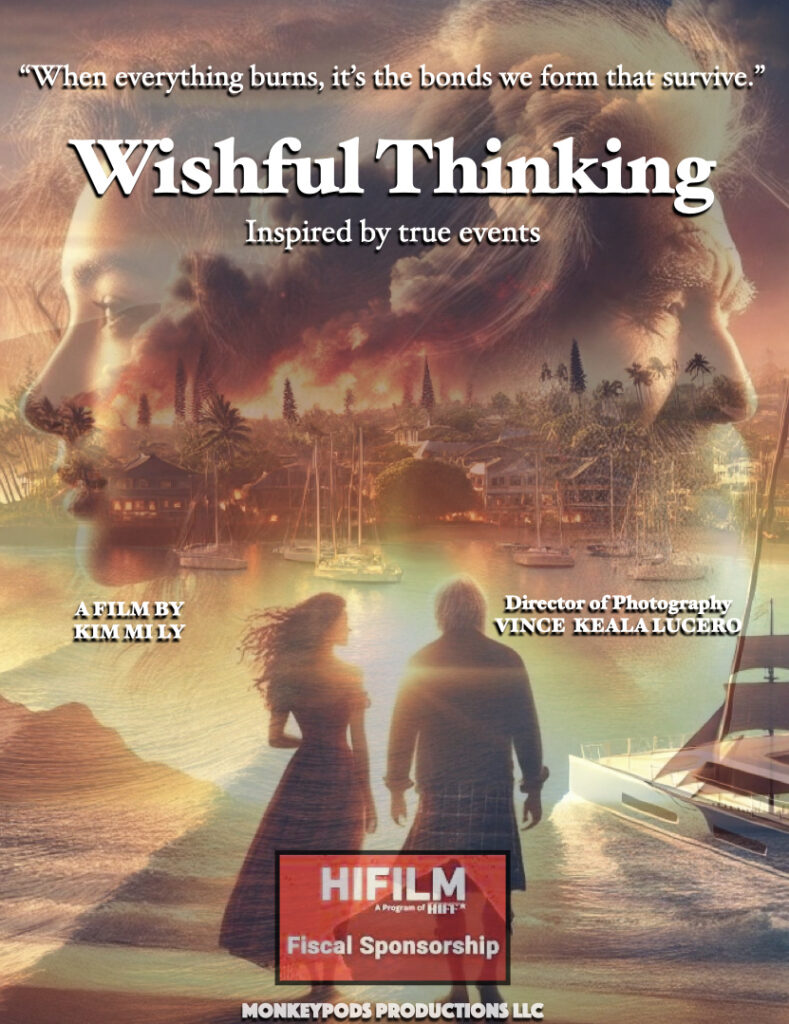 “When everything burns, it’s the bonds we form that survive.”
Wishful Thinking
Inspired by true events
A FILM BY
KIM MI LY
Director of Photography
VINCE KEALA LUCERO
HIFILM
A Program of HIFF
Fiscal Sponsorship
MONKEYPODS PRODUCTIONS LLC